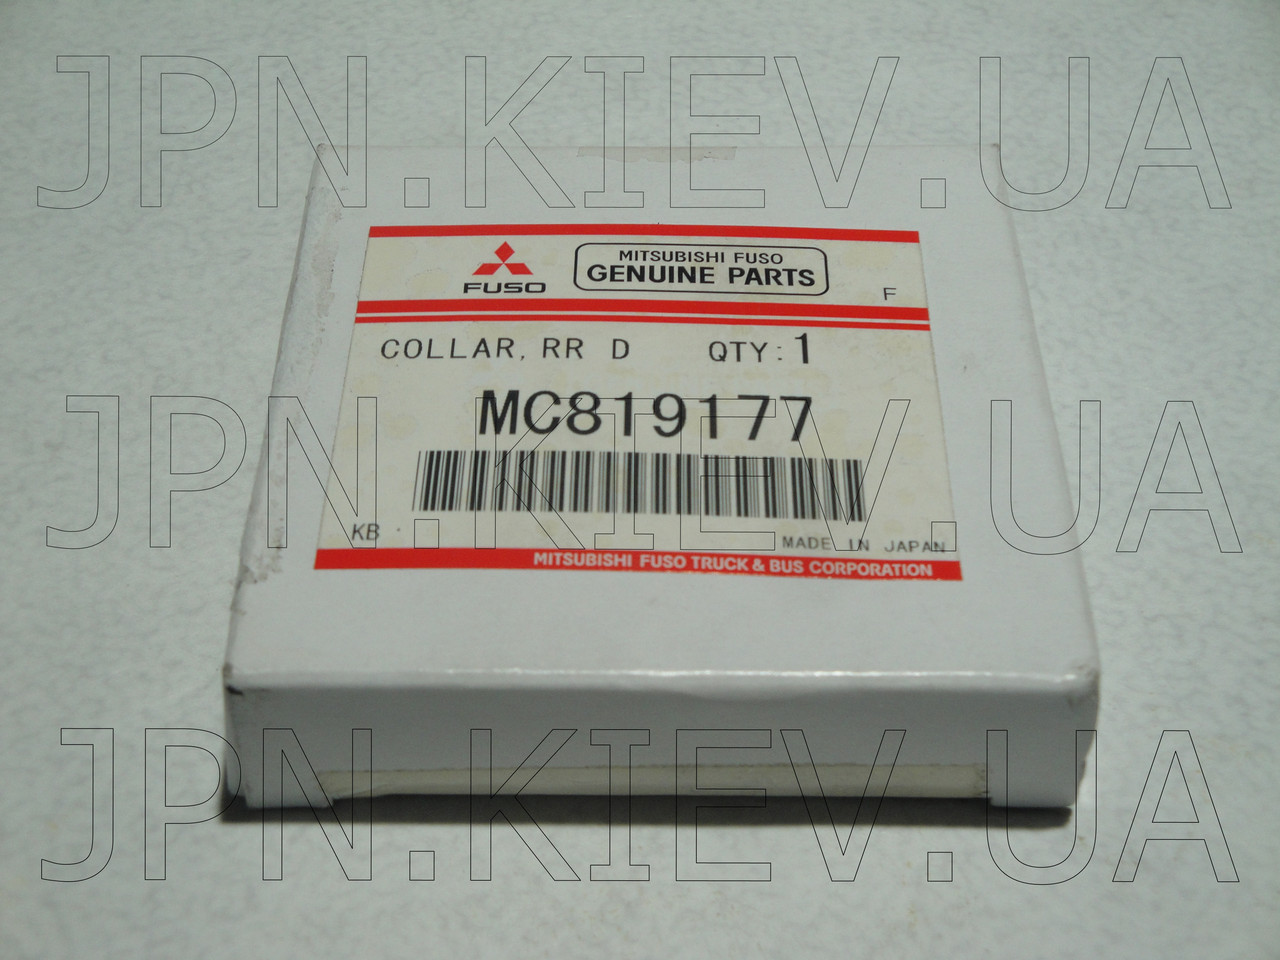 JPN.KIEV.UA
FUSO
MITSUBISHI FUSO
GENUINE PARTS
F
COLLAR, RR D QTY: 1
MC819177
JPN.KIEV.UA
KB
MADE IN JAPAN
MITSUBISHI FUSO TRUCK & BUS CORPORATION
JPN.KIEV.UA